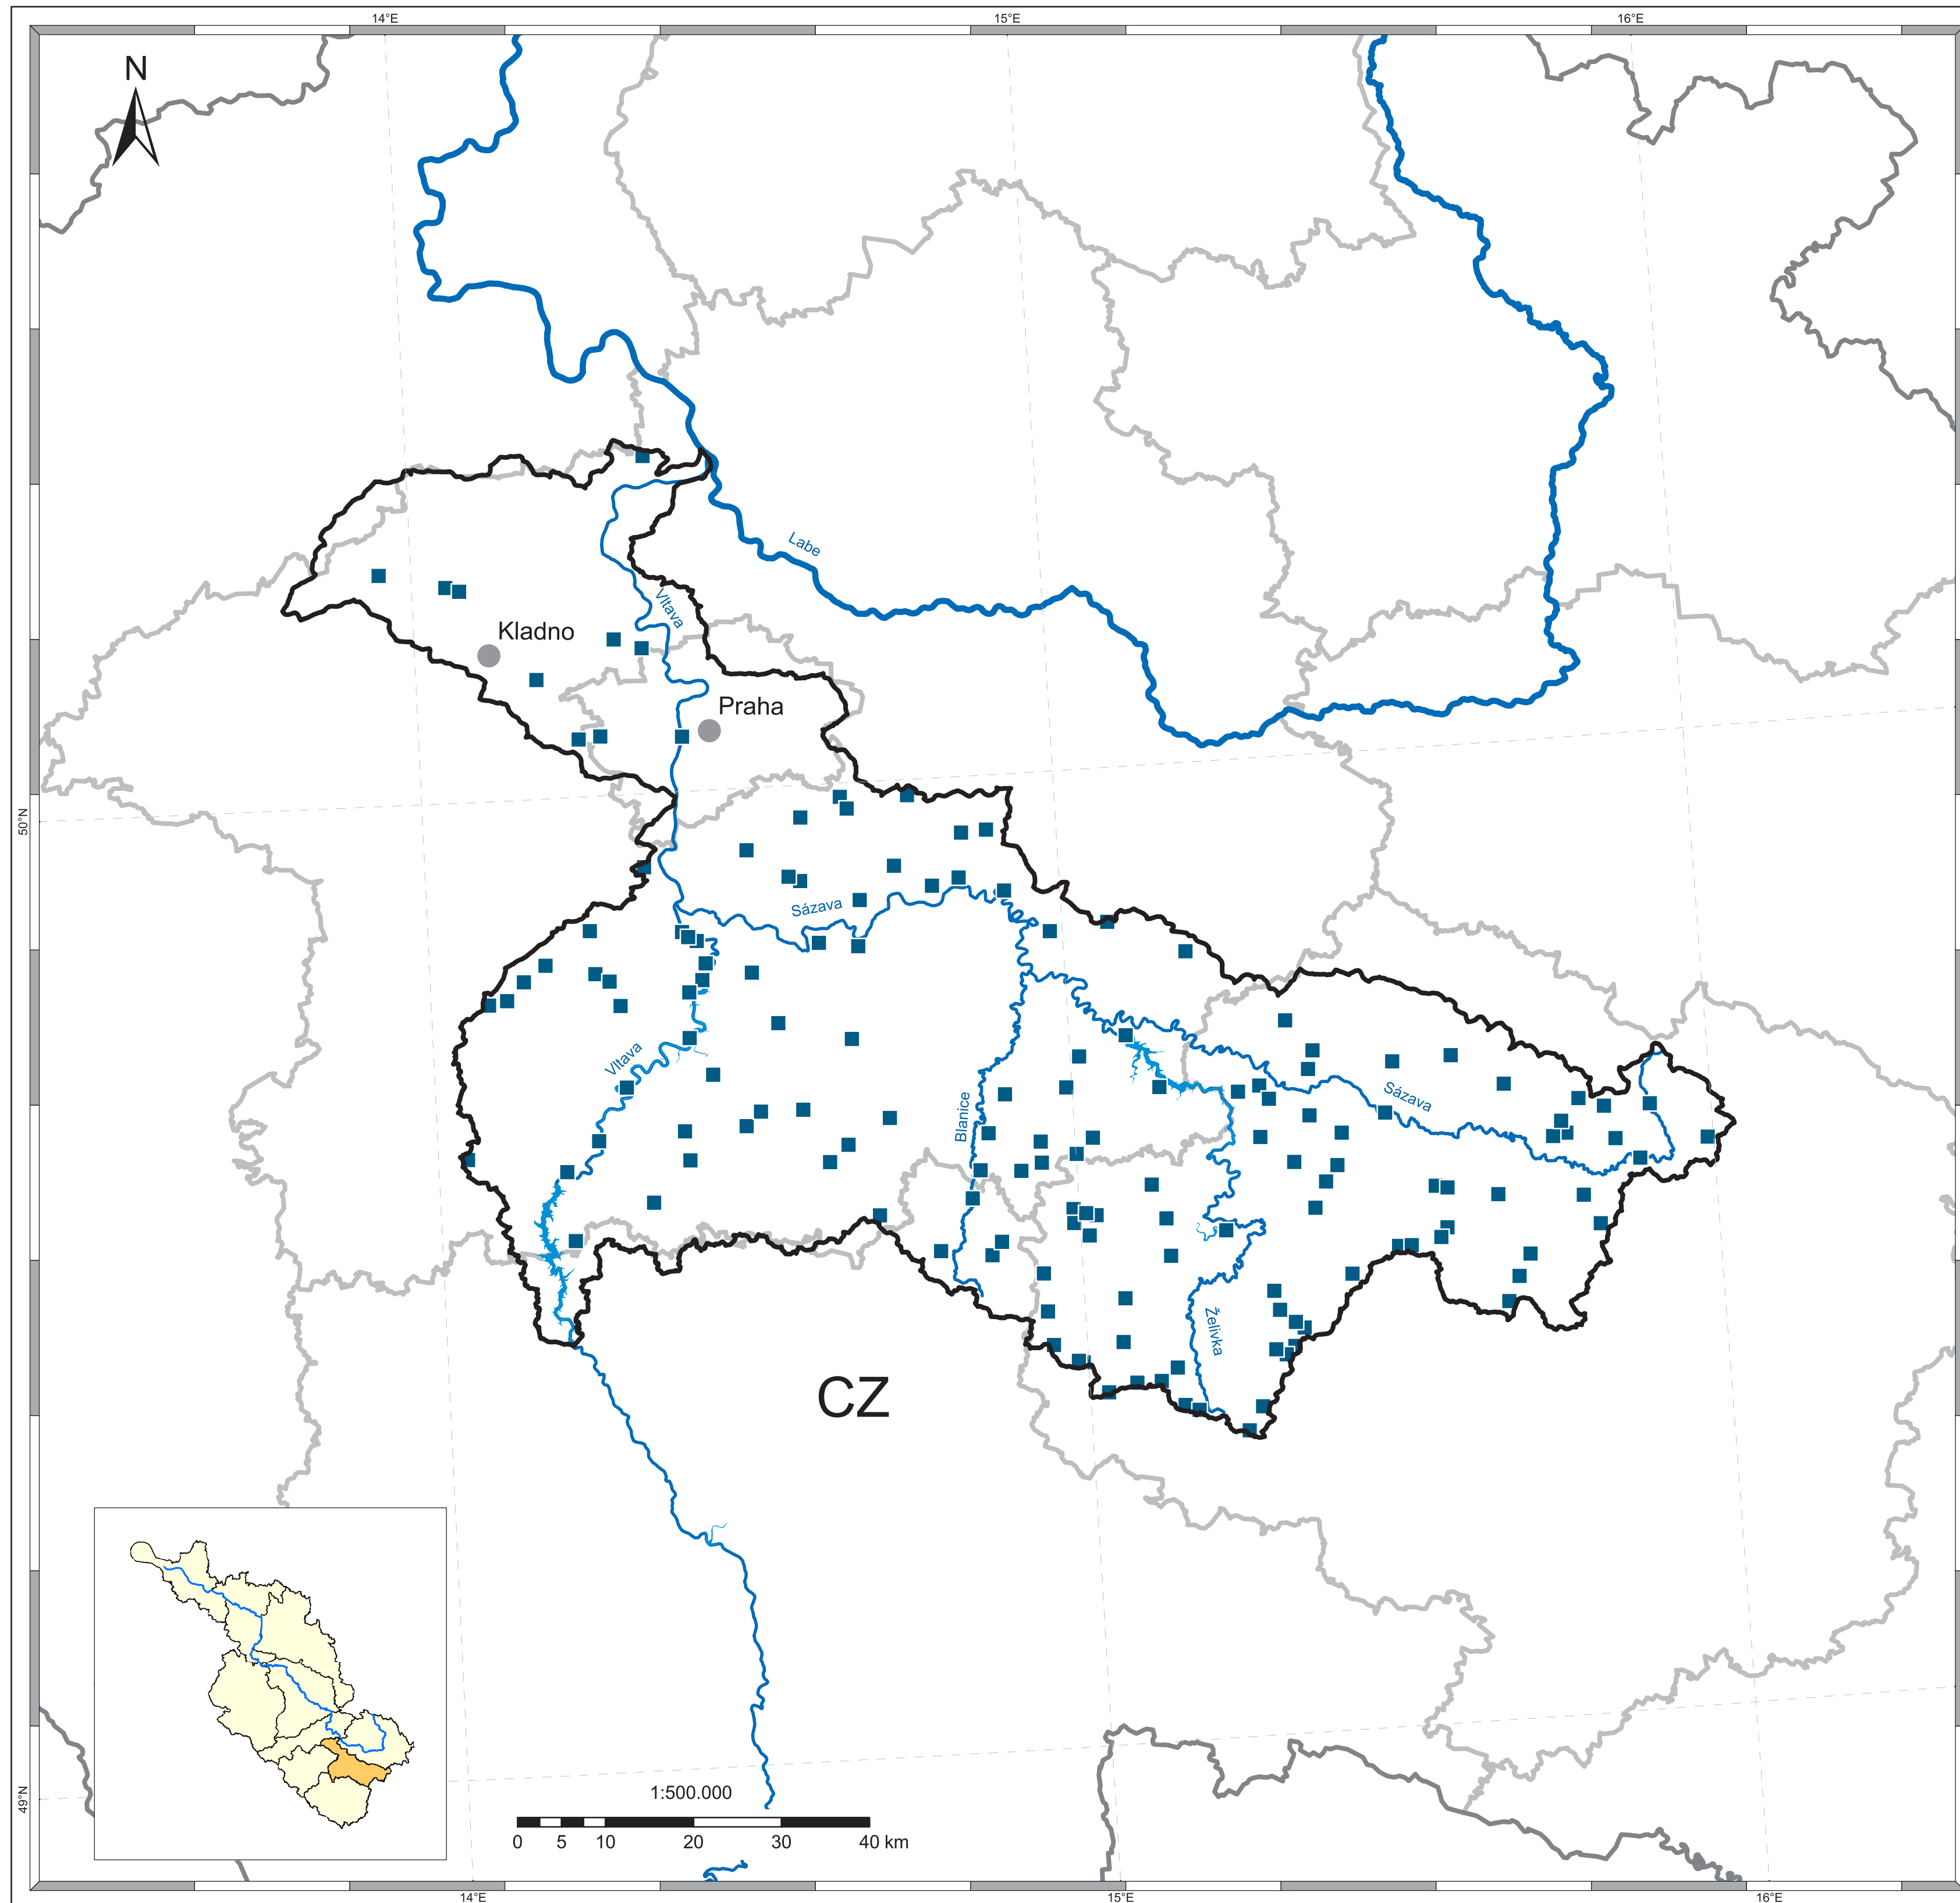 14°E
15°E
16°E
N
Labe
Vltava
Kladno
Praha
50°N
Sázava
Vltava
Blanice
Sázava
Želivka
CZ
49°N
1:500.000
0 5 10 20 30 40 km
14°E
15°E
16°E